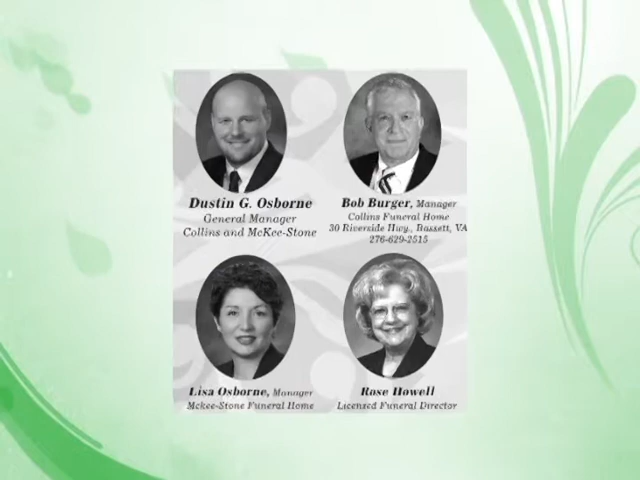 Dustin G. Osborne
General Manager
Collins and McKee-Stone
Bob Burger, Manager
Collins Funeral Home
30 Riverside Hwy., Bassett, VA
276-629-2515
Lisa Osborne, Manager
Mckee-Stone Funeral Home
Rose Howell
Licensed Funeral Director